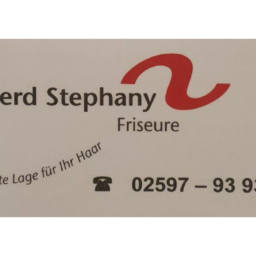 erd Stephany
Friseure
te Lage für Ihr Haar
☎ 02597 – 93 93